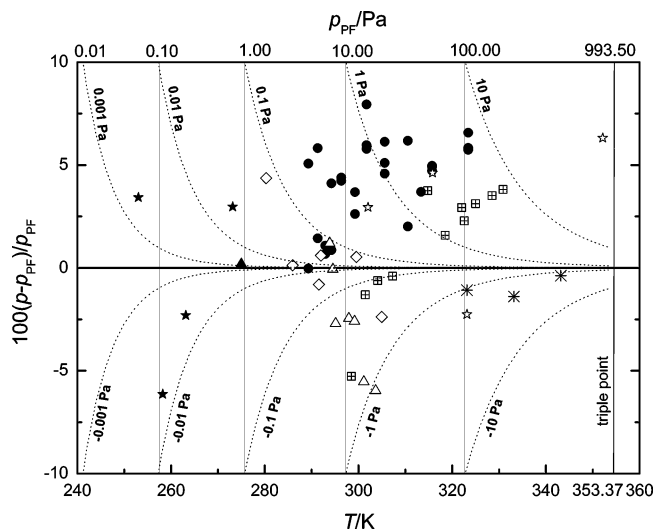 p_PF/Pa
0.01 0.10 1.00 10.00 100.00 993.50
10
5
0
-5
-10
100(p-p_PF)/p_PF
0.001 Pa
0.01 Pa
0.1 Pa
1 Pa
10 Pa
-0.001 Pa
-0.01 Pa
-0.1 Pa
-1 Pa
-10 Pa
triple point
240 260 280 300 320 340 353.37 360
T/K